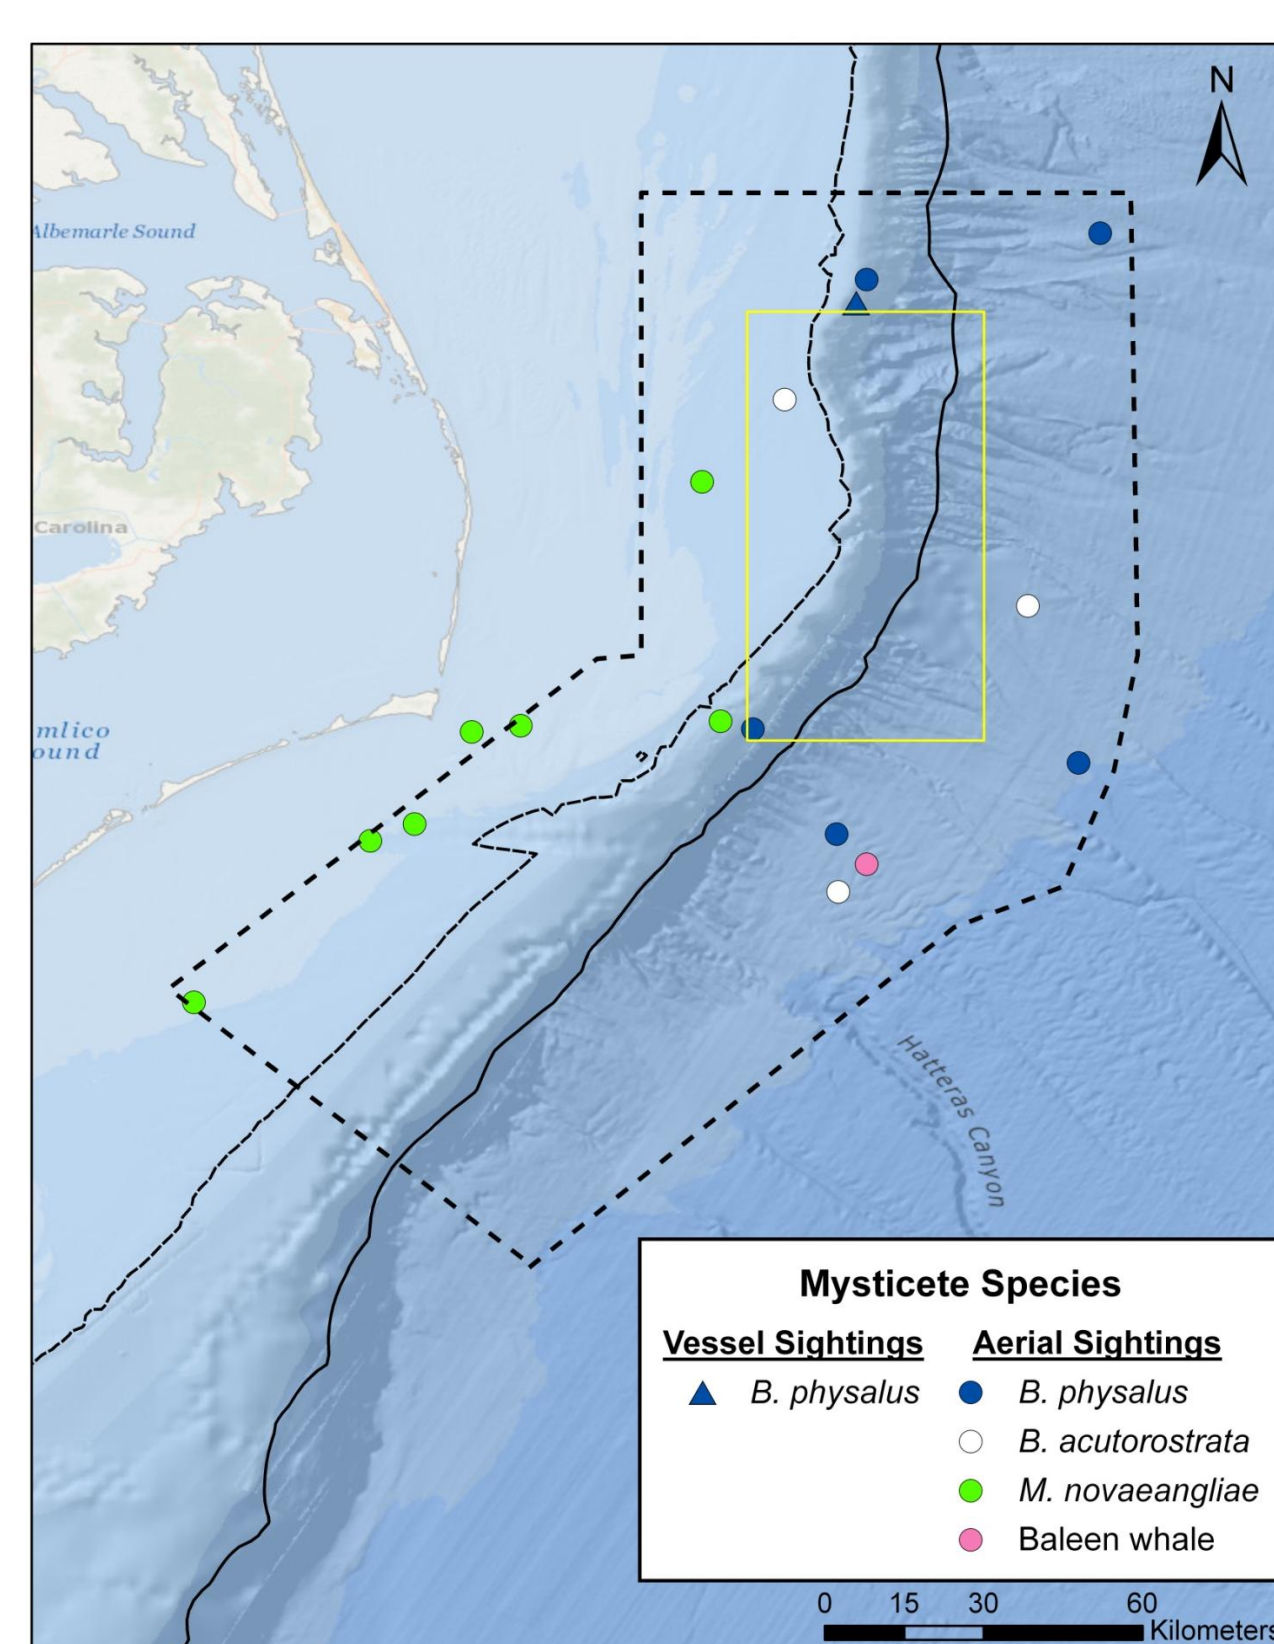 N
Albemarle Sound
Carolina
mlico
ound
Hatteras Canyon
Mysticete Species
Vessel Sightings
Aerial Sightings
B. physalus
B. physalus
B. acutorostrata
M. novaeangliae
Baleen whale
0 15 30 60
Kilometers